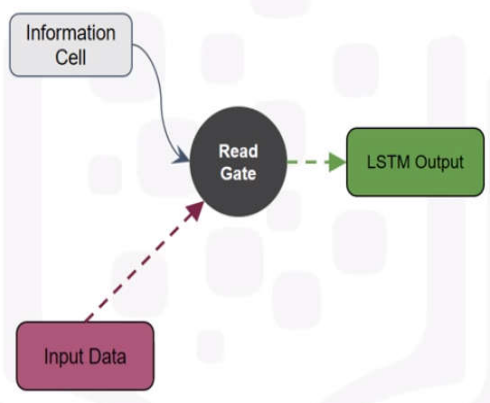 Information
Cell
Read
Gate
LSTM Output
Input Data